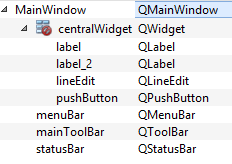 MainWindow QMainWindow
centralWidget QWidget
label QLabel
label_2 QLabel
lineEdit QLineEdit
pushButton QPushButton
menuBar QMenuBar
mainToolBar QToolBar
statusBar QStatusBar